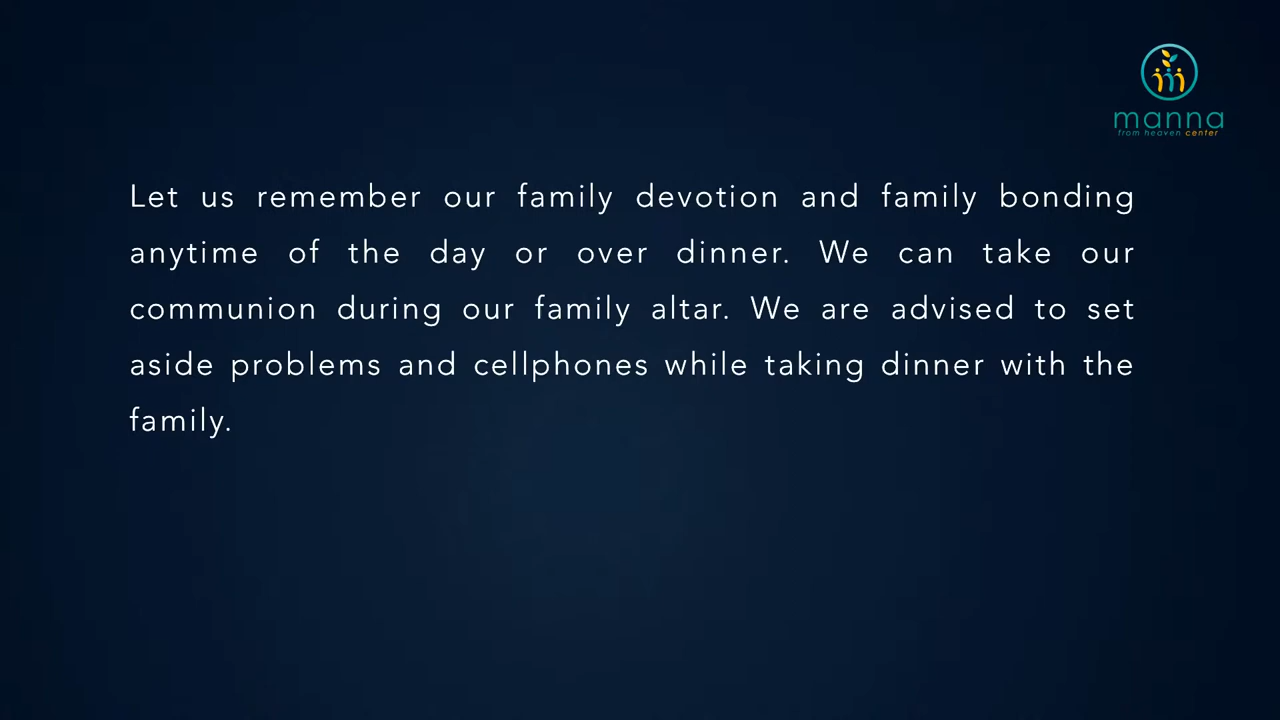 manna
from heaven center
Let us remember our family devotion and family bonding
anytime of the day or over dinner. We can take our
communion during our family altar. We are advised to set
aside problems and cellphones while taking dinner with the
family.